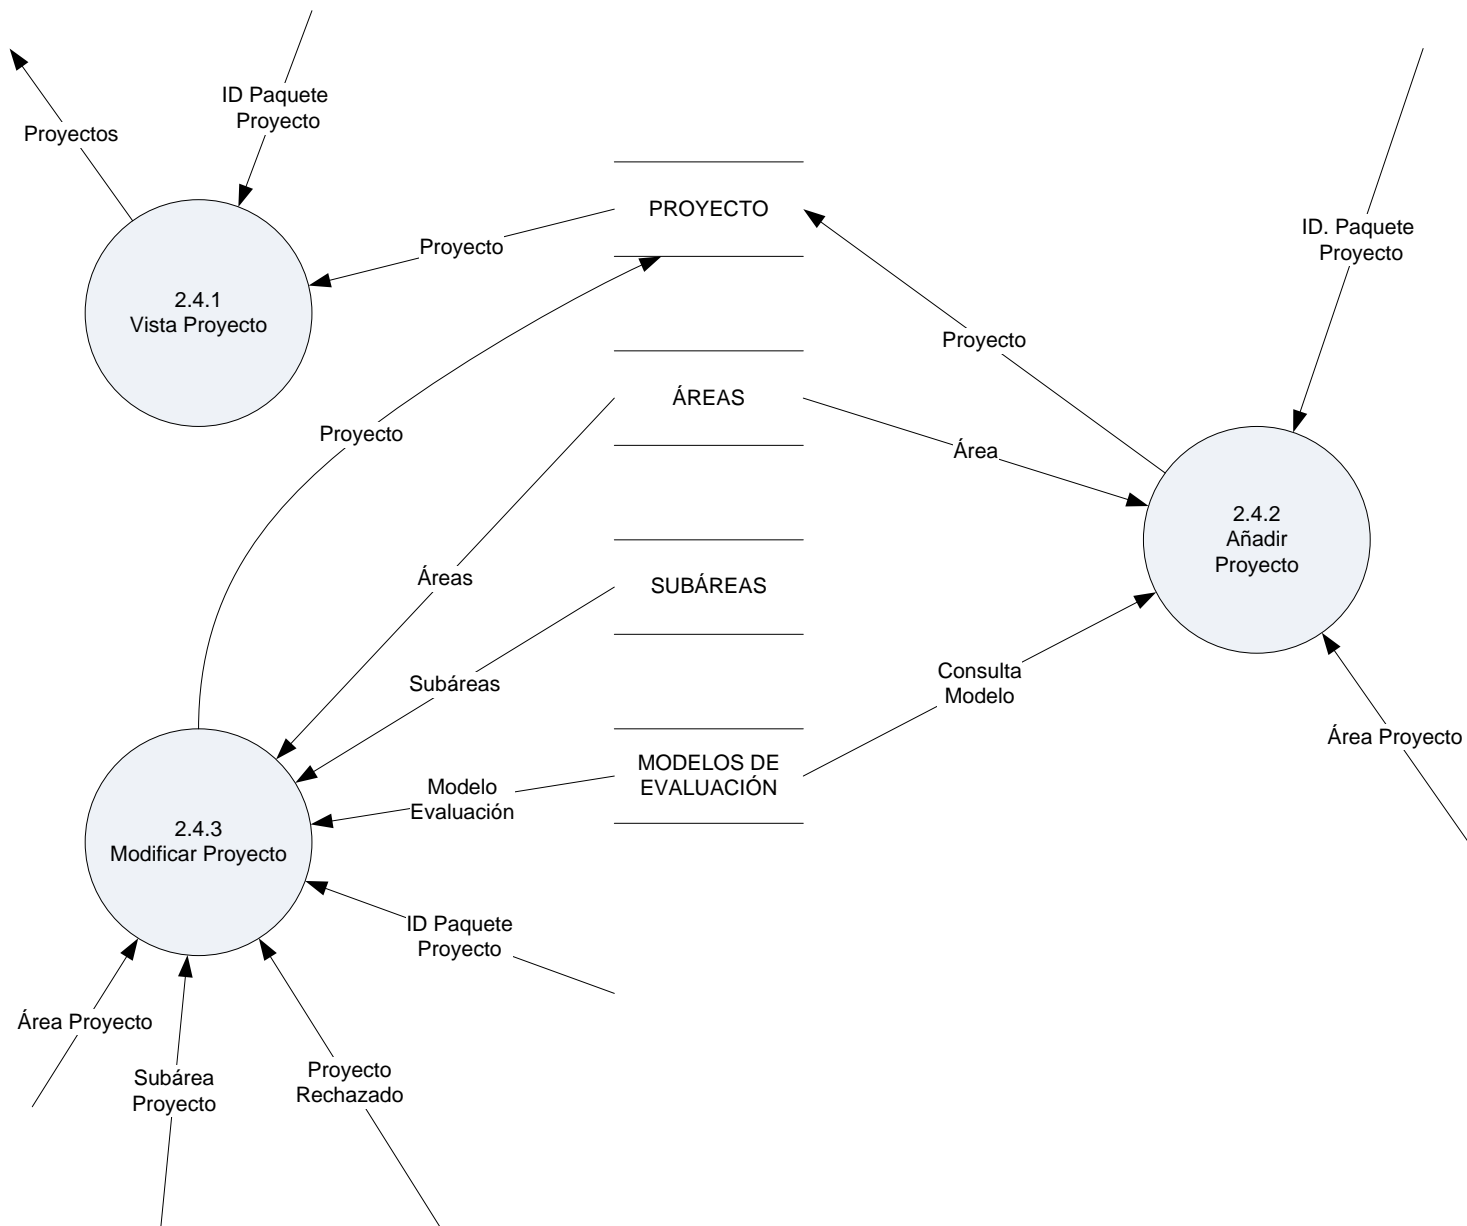 ID Paquete
Proyecto
Proyectos
PROYECTO
ID. Paquete
Proyecto
Proyecto
2.4.1
Vista Proyecto
Proyecto
ÁREAS
Proyecto
Área
2.4.2
Añadir
Proyecto
Áreas
SUBÁREAS
Subáreas
Consulta
Modelo
Área Proyecto
MODELOS DE
EVALUACIÓN
Modelo
Evaluación
2.4.3
Modificar Proyecto
ID Paquete
Proyecto
Área Proyecto
Subárea
Proyecto
Proyecto
Rechazado